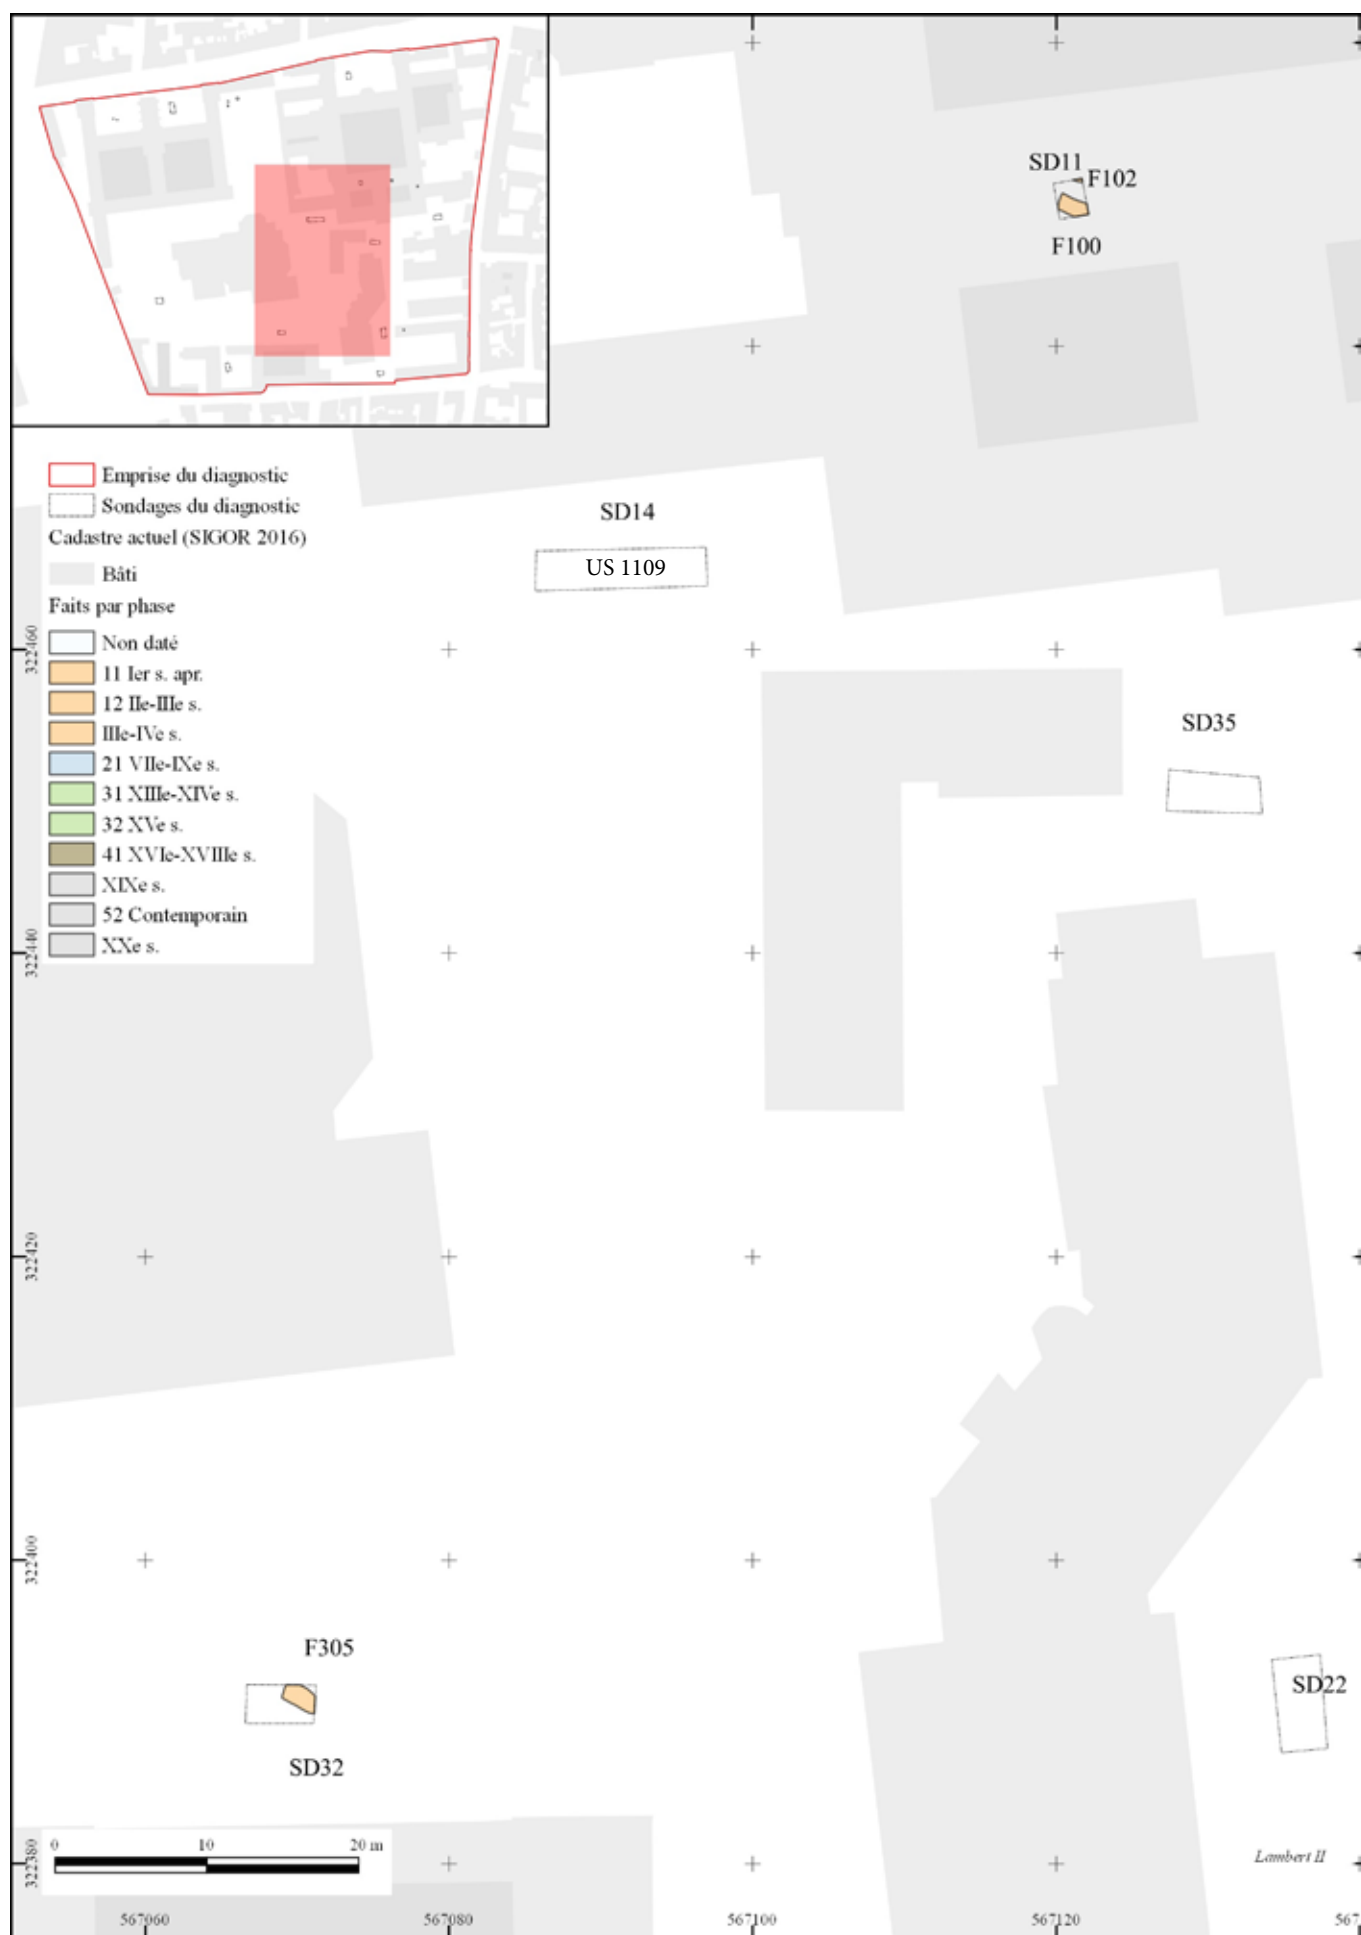 SD11
F102
F100
Emprise du diagnostic
Sondages du diagnostic
Cadastre actuel (SIGOR 2016)
Bâti
Faits par phase
Non daté
11 Ier s. apr.
12 IIe-IIIe s.
IIIe-IVe s.
21 VIIe-IXe s.
31 XIIIe-XIVe s.
32 XVe s.
41 XVIe-XVIIIe s.
XIXe s.
52 Contemporain
XXe s.
SD14
US 1109
SD35
F305
SD32
SD22
0 10 20 m
Lambert II
322460
322440
322420
322400
322380
567060 567080 567100 567120 567